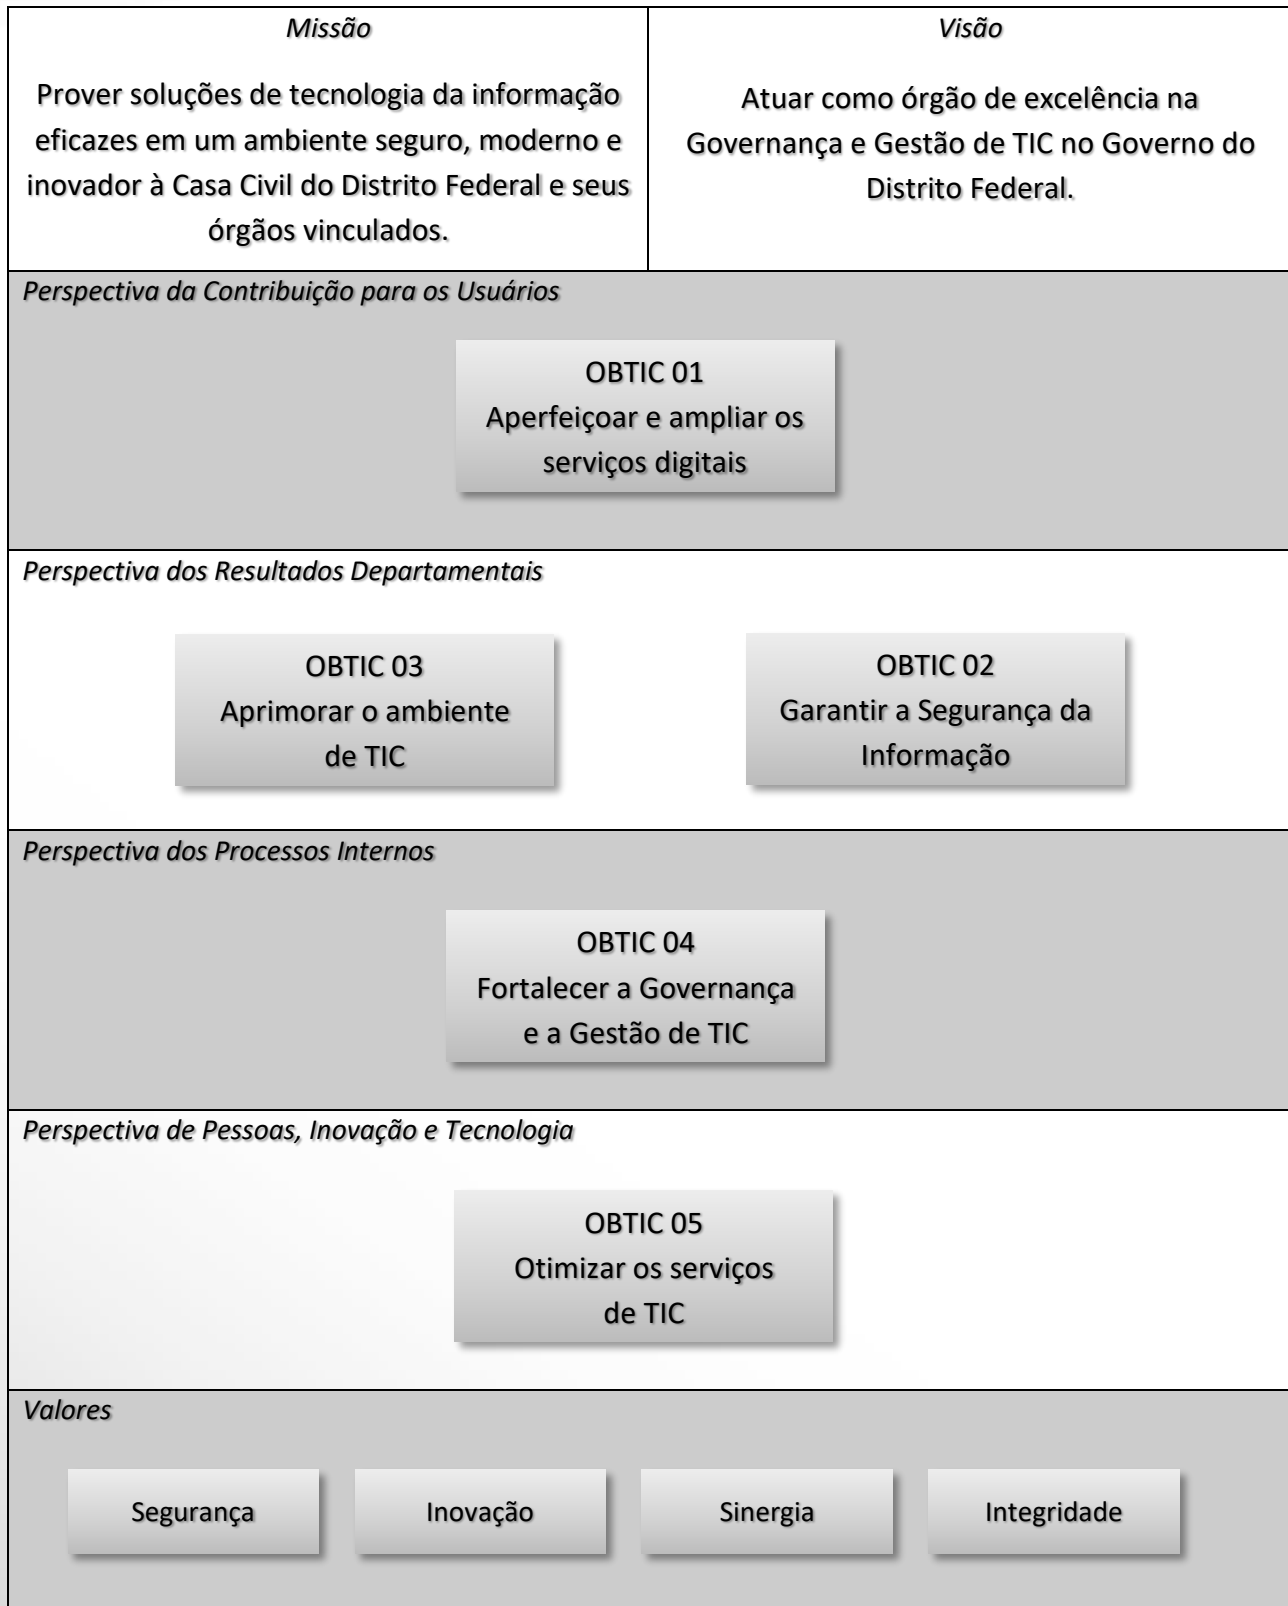 Missão
Prover soluções de tecnologia da informação
eficazes em um ambiente seguro, moderno e
inovador à Casa Civil do Distrito Federal e seus
órgãos vinculados.
Visão
Atuar como órgão de excelência na
Governança e Gestão de TIC no Governo do
Distrito Federal.
Perspectiva da Contribuição para os Usuários
OBTIC 01
Aperfeiçoar e ampliar os
serviços digitais
Perspectiva dos Resultados Departamentais
OBTIC 03
Aprimorar o ambiente
de TIC
OBTIC 02
Garantir a Segurança da
Informação
Perspectiva dos Processos Internos
OBTIC 04
Fortalecer a Governança
e a Gestão de TIC
Perspectiva de Pessoas, Inovação e Tecnologia
OBTIC 05
Otimizar os serviços
de TIC
Valores
Segurança
Inovação
Sinergia
Integridade